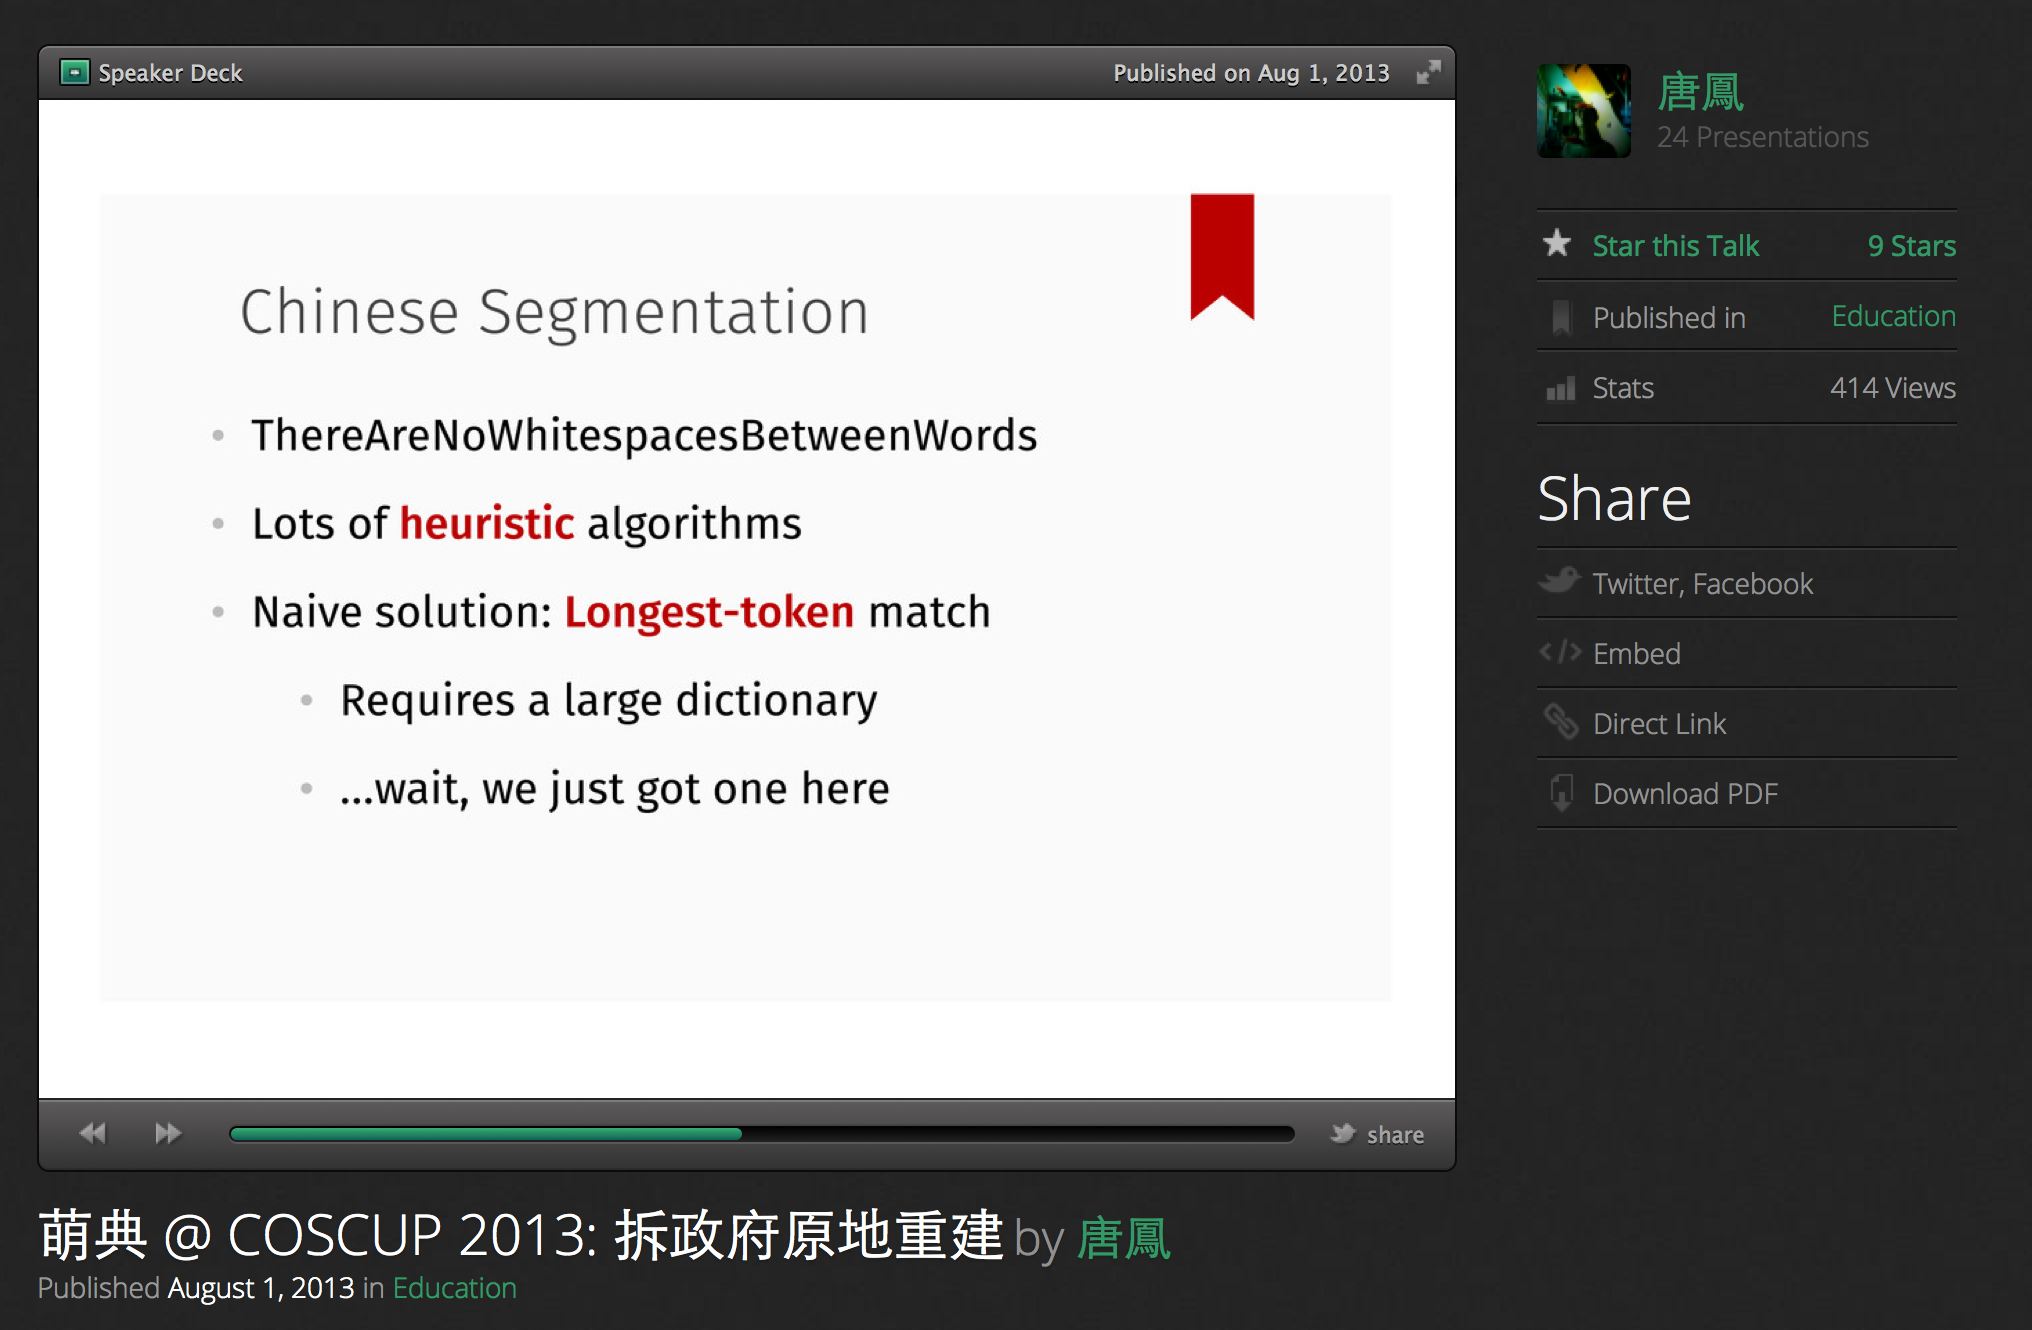 Speaker Deck
Published on Aug 1, 2013
Chinese Segmentation
• ThereAreNoWhitespacesBetweenWords
• Lots of heuristic algorithms
• Naive solution: Longest-token match
• Requires a large dictionary
• ...wait, we just got one here
share
萌典 @ COSCUP 2013: 拆政府原地重建 by 唐鳳
Published August 1, 2013 in Education
唐鳳
24 Presentations
Star this Talk 9 Stars
Published in Education
Stats 414 Views
Share
Twitter, Facebook
Embed
Direct Link
Download PDF